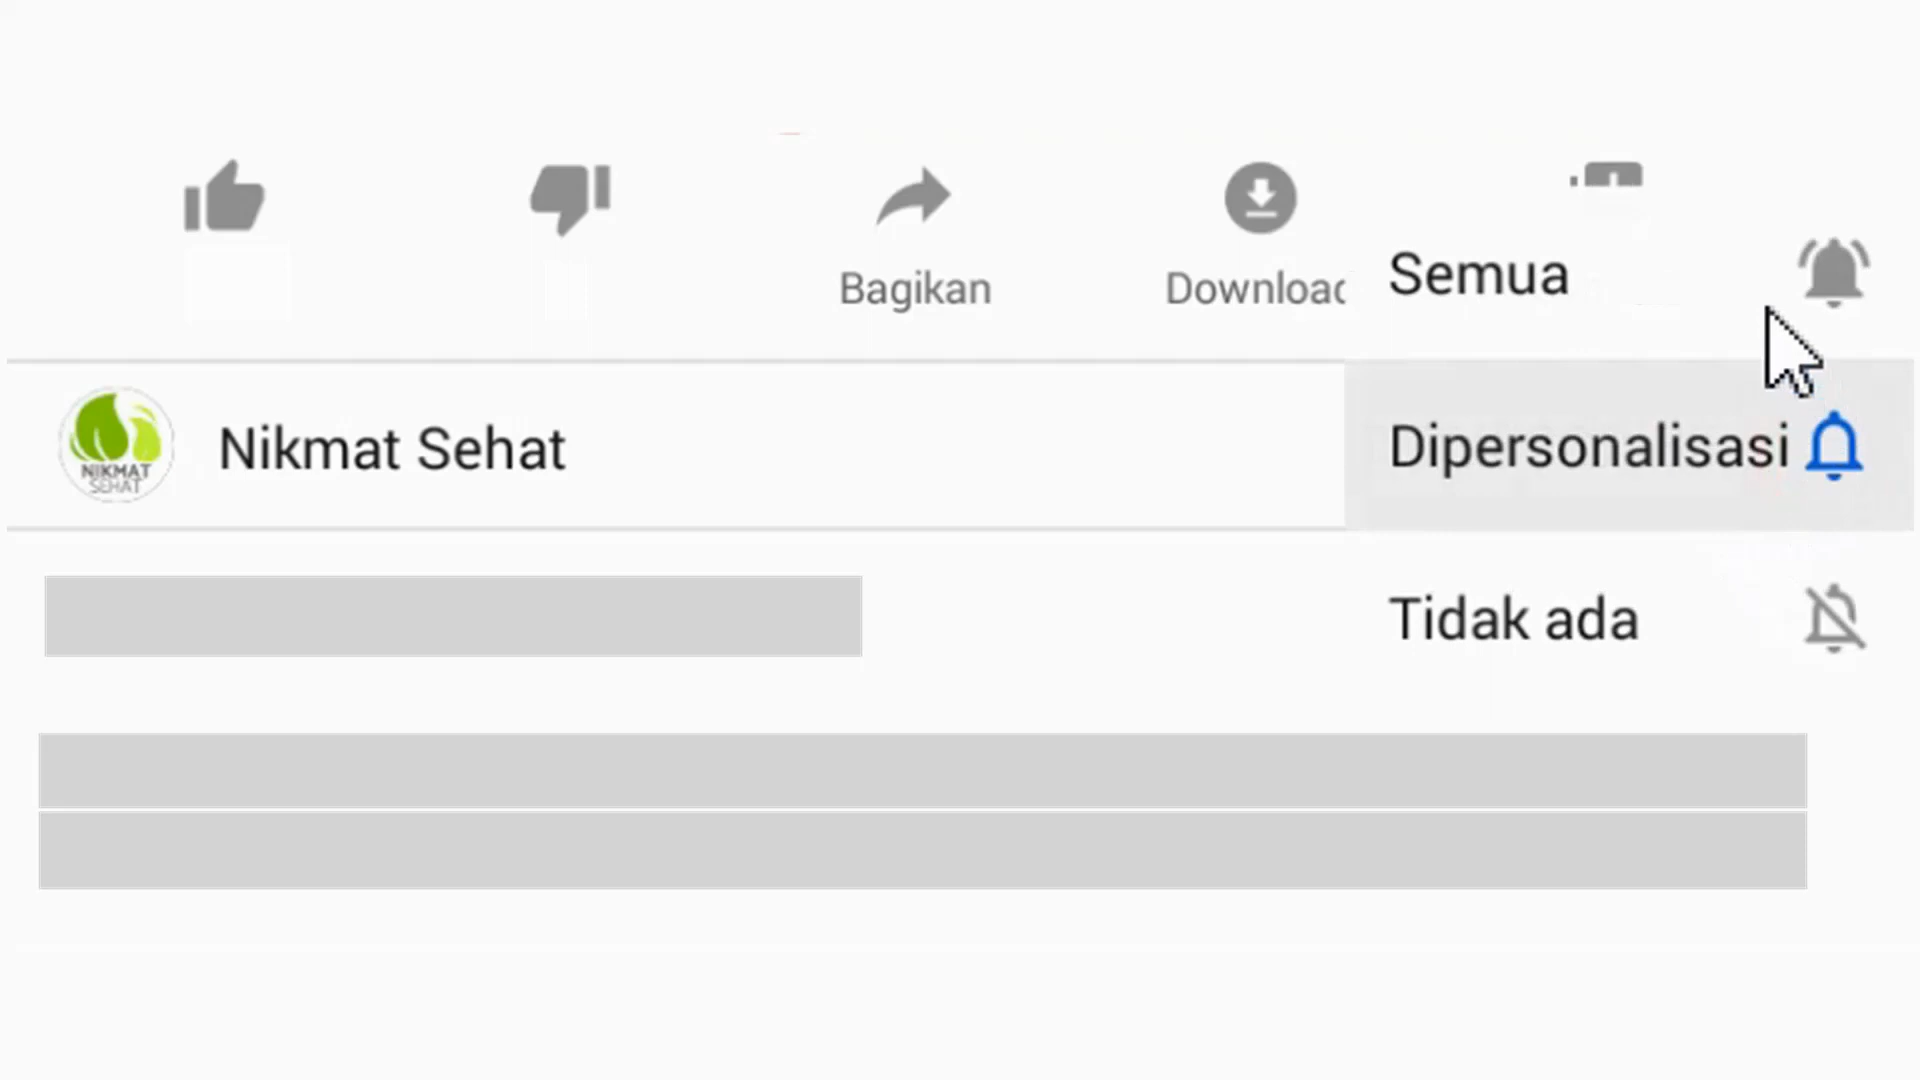 Bagikan
Download
Semua
NIKMAT
SEHAT
Nikmat Sehat
Dipersonalisasi
Tidak ada